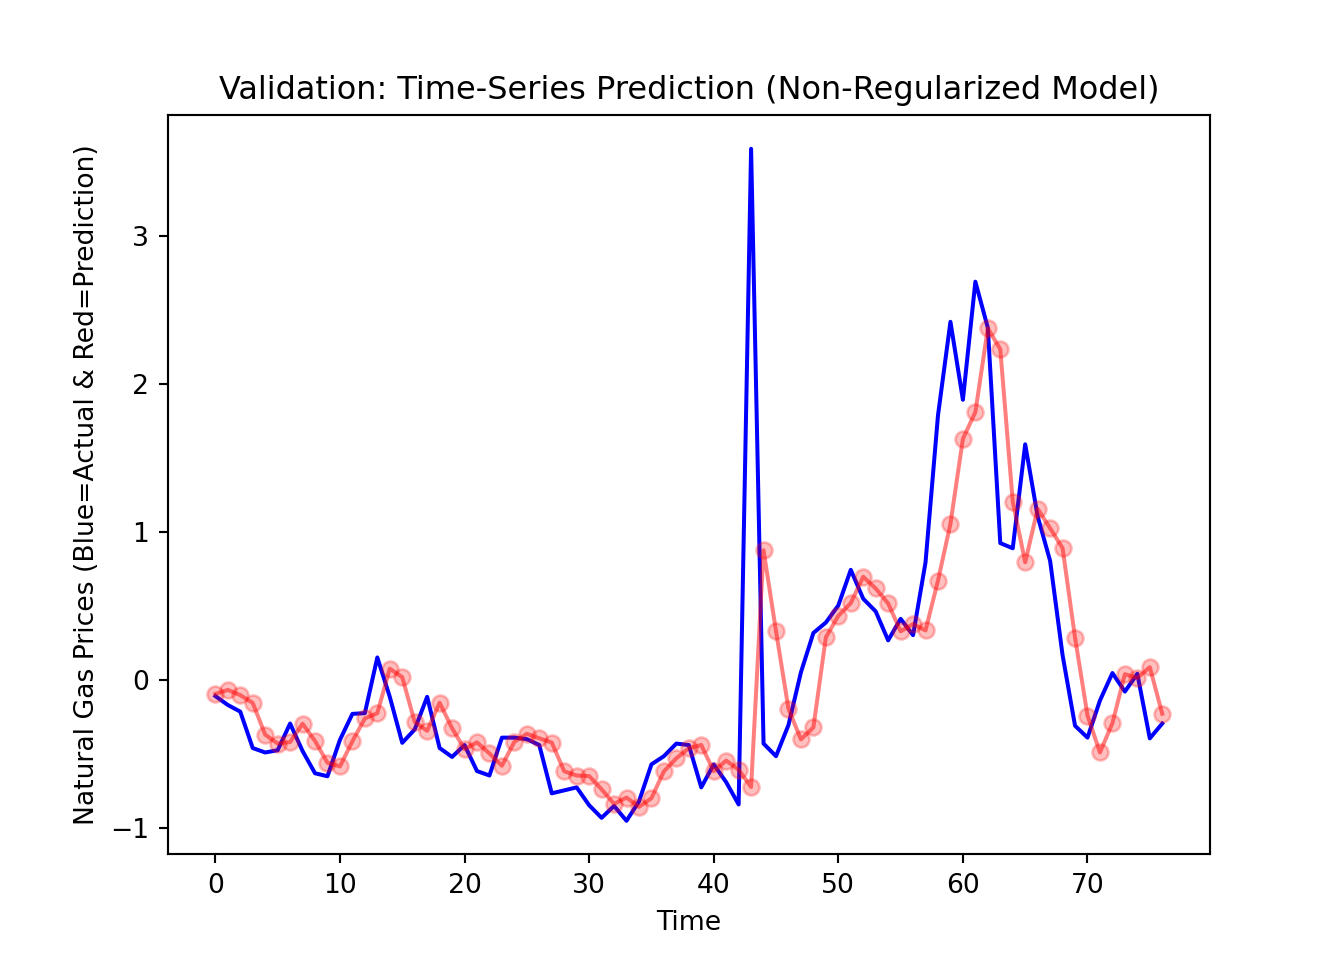 Validation: Time-Series Prediction (Non-Regularized Model)
Natural Gas Prices (Blue=Actual & Red=Prediction)
3
2
1
0
−1
0 10 20 30 40 50 60 70
Time